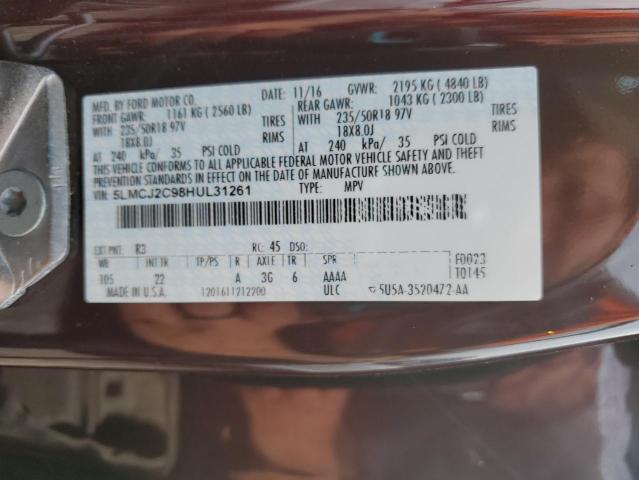 MFD. BY FORD MOTOR CO.
DATE: 11/16 GVWR: 2195 KG ( 4840 LB)
FRONT GAWR: 1161 KG ( 2560 LB) REAR GAWR: 1043 KG ( 2300 LB)
WITH 235/50R18 97V TIRES WITH 235/50R18 97V TIRES
18X8.0J RIMS 18X8.0J RIMS
AT 240 kPa/ 35 PSI COLD AT 240 kPa/ 35 PSI COLD
THIS VEHICLE CONFORMS TO ALL APPLICABLE FEDERAL MOTOR VEHICLE SAFETY AND THEFT
PREVENTION STANDARDS IN EFFECT ON THE DATE OF MANUFACTURE SHOWN ABOVE.
VIN: 5LMCJ2C98HUL31261 TYPE: MPV
EXT PNT: R3 RC: 45 DSO: F0023
WB INT TR TP/PS R AXLE TR SPR T0145
105 22 A 3G 6 AAAA
MADE IN U.S.A. 1201611212200 ULC 5U5A-3520472-AA